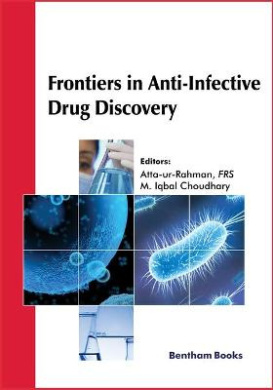 Frontiers in Anti-Infective
Drug Discovery
Editors:
Atta-ur-Rahman, FRS
M. Iqbal Choudhary
Bentham Books